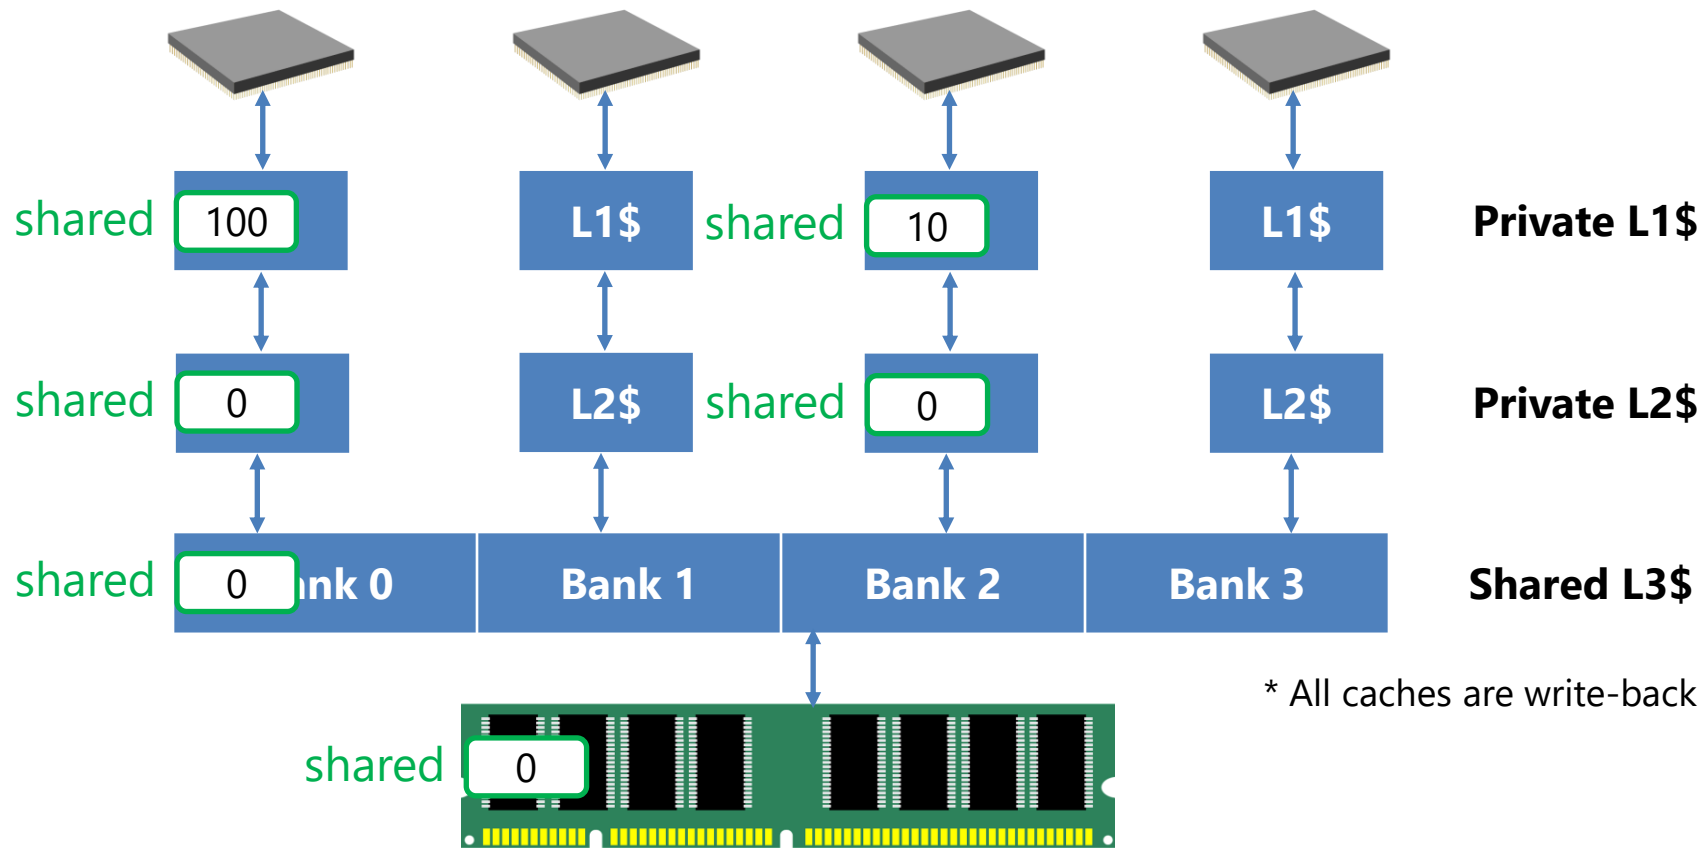 shared 100 L1$ shared 10 L1$ Private L1$
shared 0 L2$ shared 0 L2$ Private L2$
shared 0 ank 0 Bank 1 Bank 2 Bank 3 Shared L3$
* All caches are write-back
shared 0